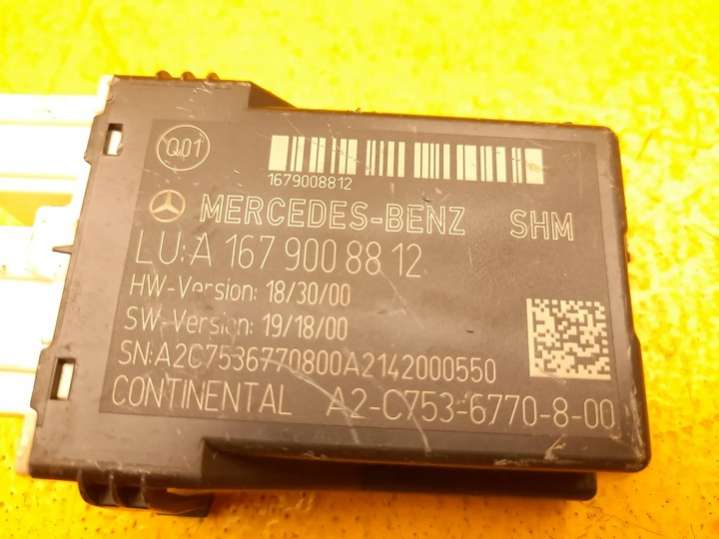 Q01
1679008812
MERCEDES-BENZ SHM
LU:A 167 900 88 12
HW-Version: 18/30/00
SW-Version: 19/18/00
SN:A2C7536770800A2142000550
CONTINENTAL A2-C753-6770-8-00